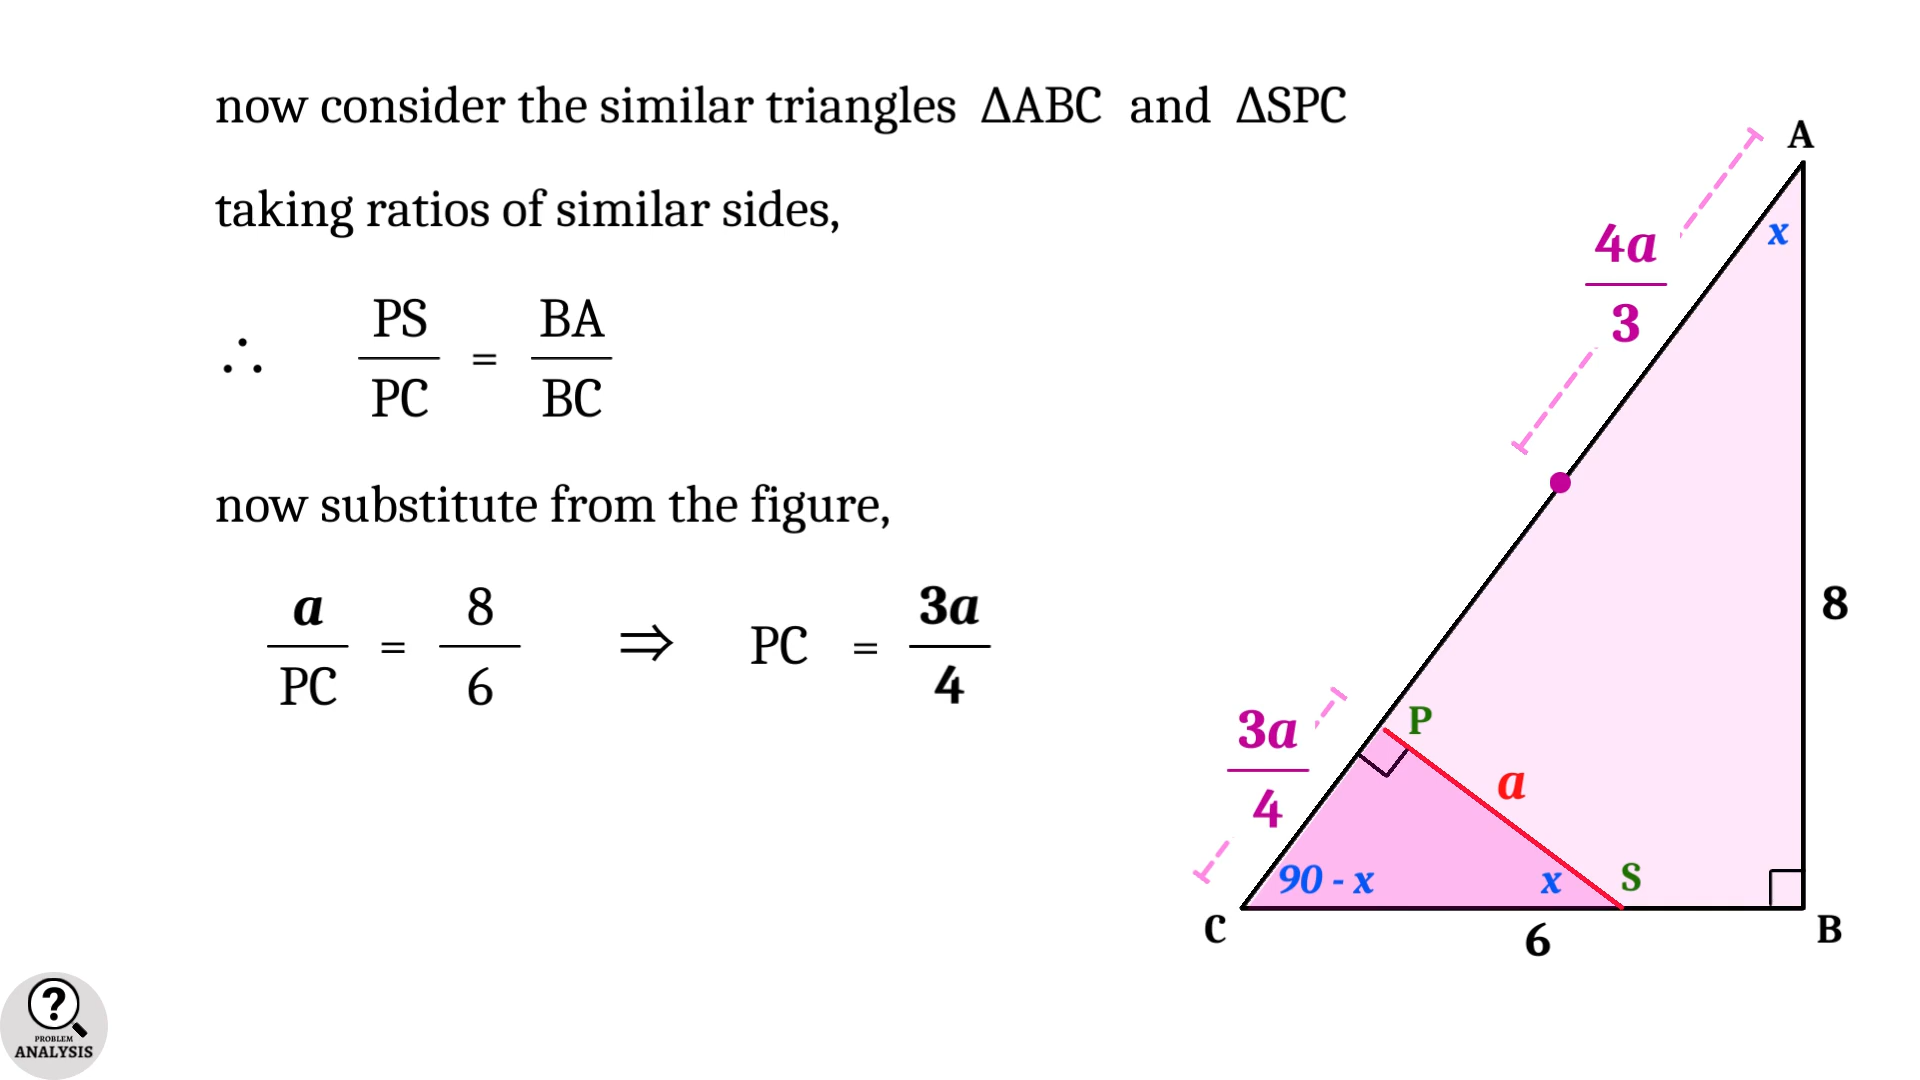 now consider the similar triangles ΔABC and ΔSPC
taking ratios of similar sides,
∴ PS/PC = BA/BC
now substitute from the figure,
a/PC = 8/6 ⇒ PC = 3a/4
A
x
4a/3
8
P
3a/4
a
90 - x
x
S
C
6
B
?
PROBLEM
ANALYSIS